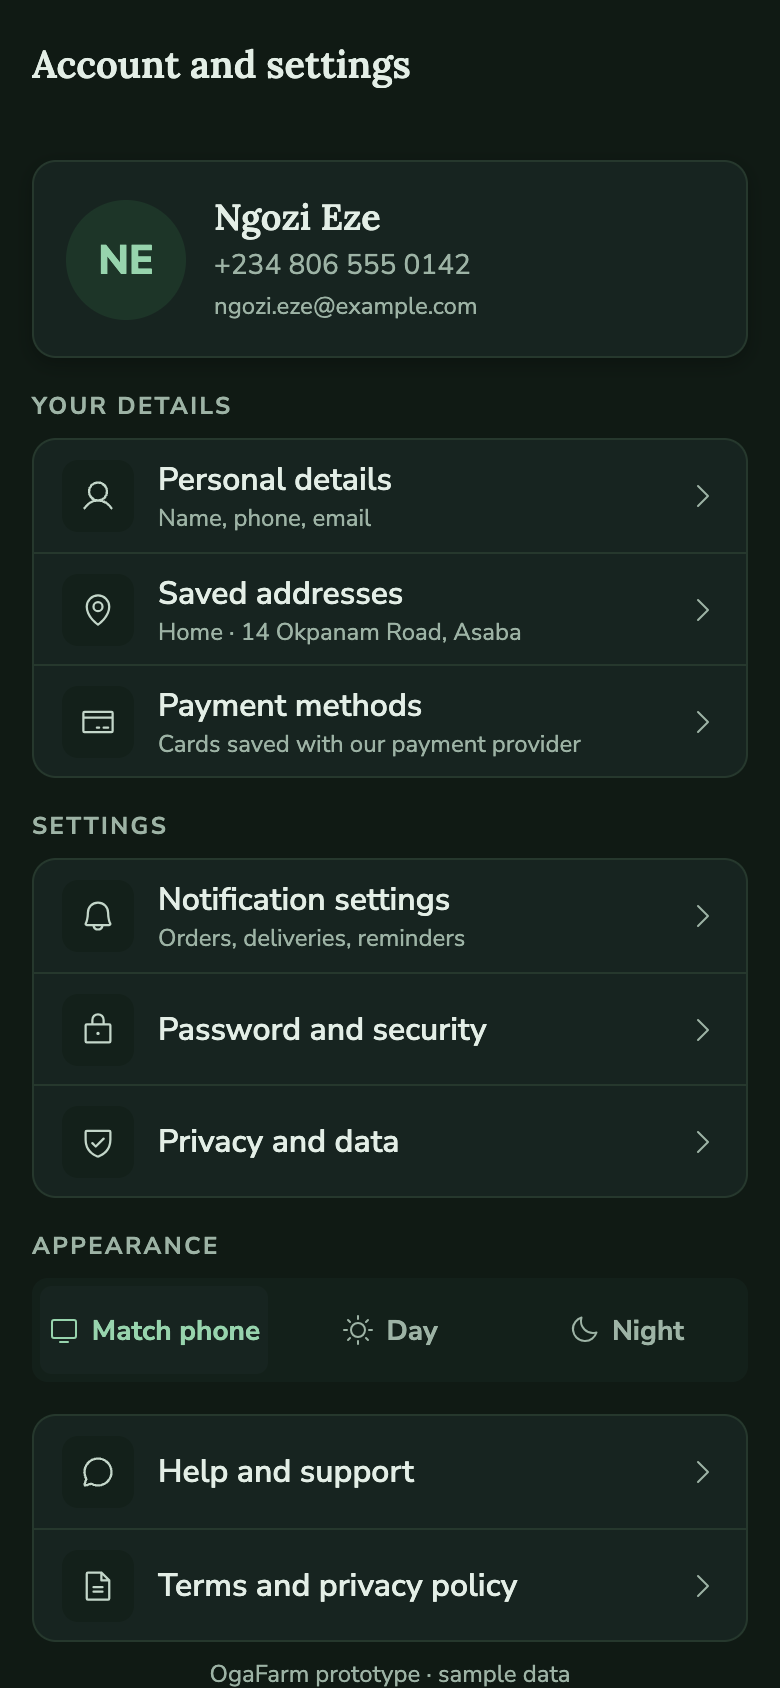 Account and settings
NE
Ngozi Eze
+234 806 555 0142
ngozi.eze@example.com
YOUR DETAILS
Personal details
Name, phone, email
Saved addresses
Home · 14 Okpanam Road, Asaba
Payment methods
Cards saved with our payment provider
SETTINGS
Notification settings
Orders, deliveries, reminders
Password and security
Privacy and data
APPEARANCE
Match phone
Day
Night
Help and support
Terms and privacy policy
OgaFarm prototype · sample data